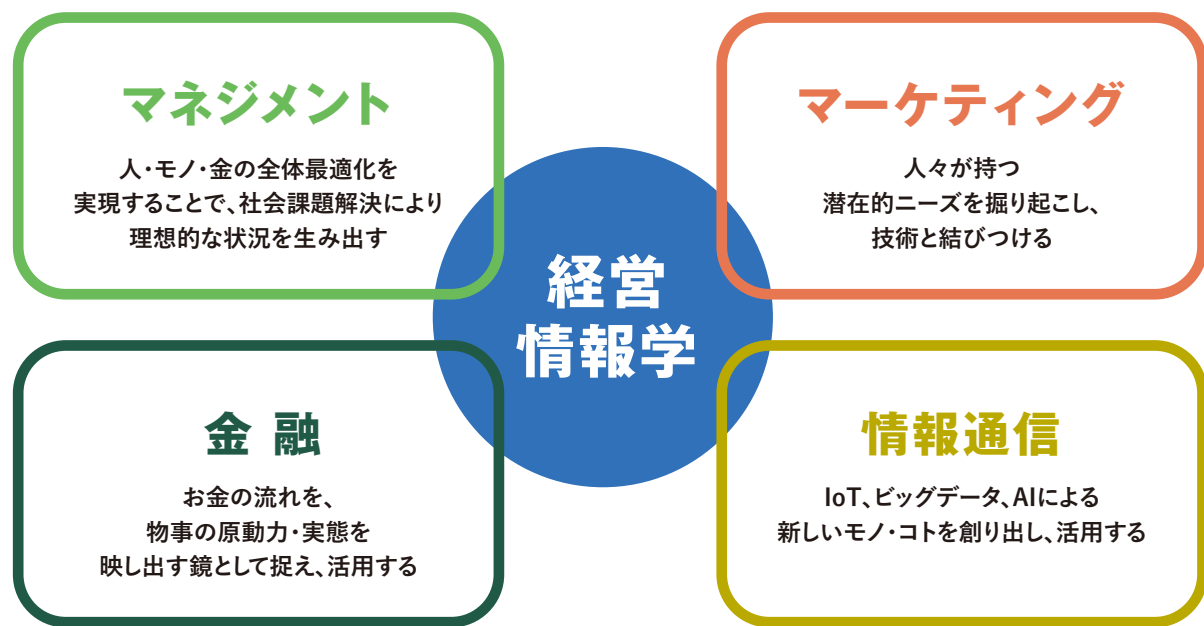 マネジメント
人・モノ・金の全体最適化を
実現することで、社会課題解決により
理想的な状況を生み出す
マーケティング
人々が持つ
潜在的ニーズを掘り起こし、
技術と結びつける
経営
情報学
金融
お金の流れを、
物事の原動力・実態を
映し出す鏡として捉え、活用する
情報通信
IoT、ビッグデータ、AIによる
新しいモノ・コトを創り出し、活用する